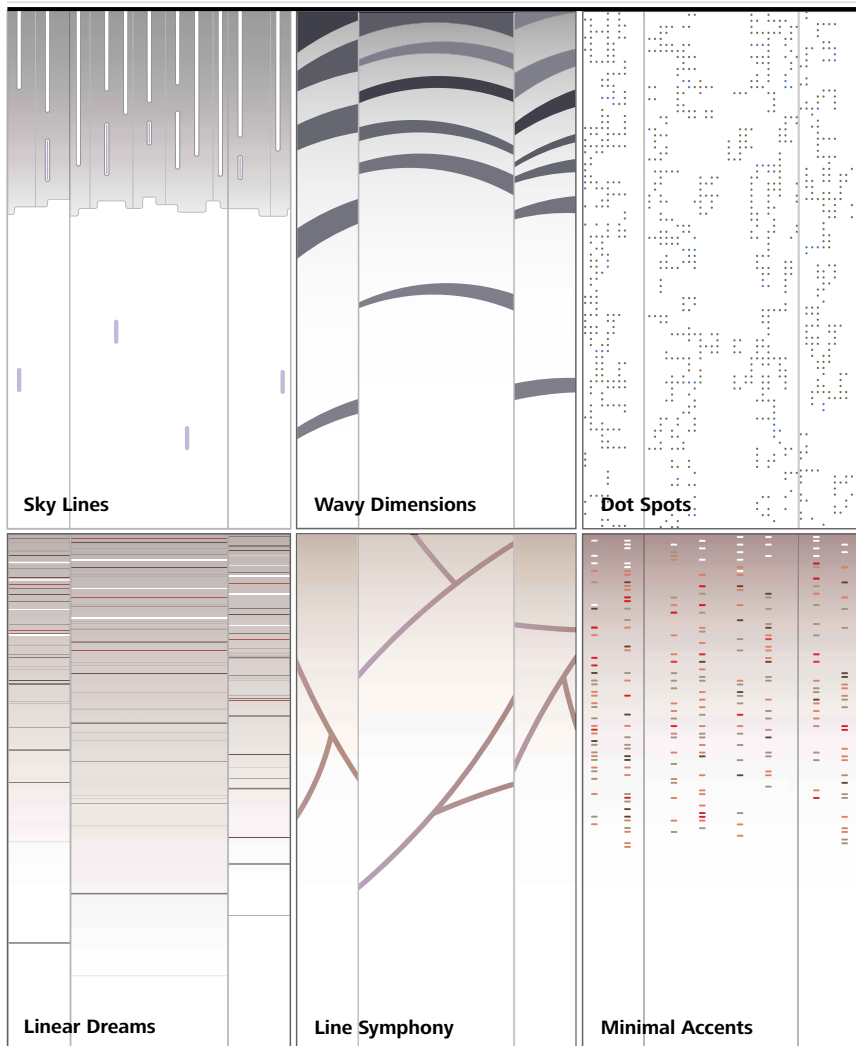 Sky Lines
Wavy Dimensions
Dot Spots
Linear Dreams
Line Symphony
Minimal Accents